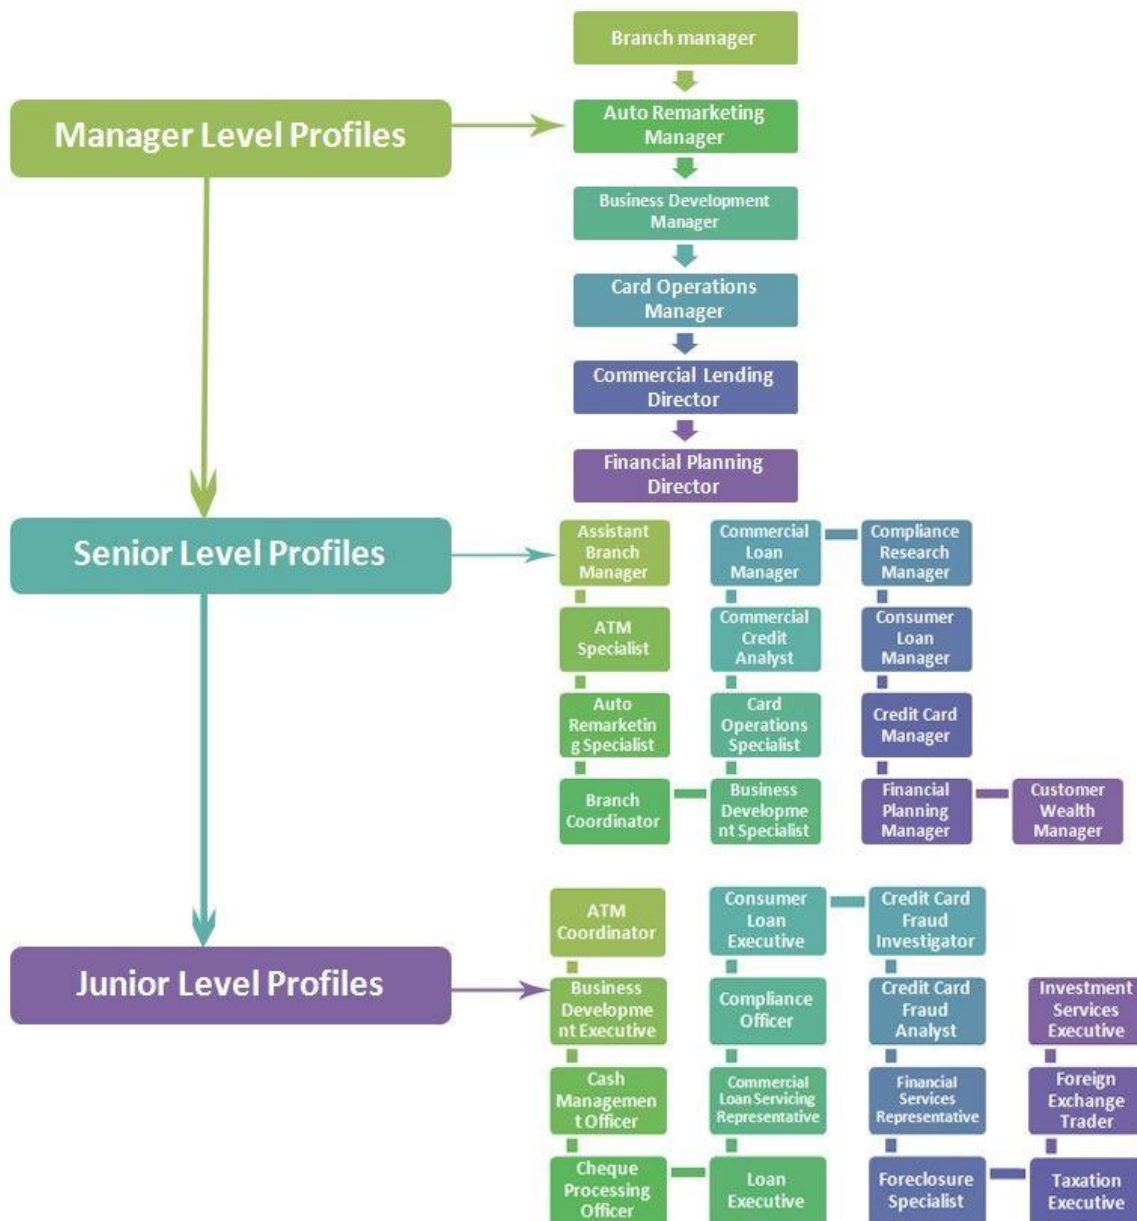 Branch manager
Manager Level Profiles
Auto Remarketing
Manager
Business Development
Manager
Card Operations
Manager
Commercial Lending
Director
Financial Planning
Director
Senior Level Profiles
Assistant
Branch
Manager
ATM
Specialist
Auto
Remarketin
g Specialist
Branch
Coordinator
Business
Developme
nt Specialist
Card
Operations
Specialist
Commercial
Credit
Analyst
Commercial
Loan
Manager
Compliance
Research
Manager
Consumer
Loan
Manager
Credit Card
Manager
Financial
Planning
Manager
Customer
Wealth
Manager
Junior Level Profiles
ATM
Coordinator
Business
Developme
nt Executive
Cash
Managemen
t Officer
Cheque
Processing
Officer
Loan
Executive
Commercial
Loan Servicing
Representative
Compliance
Officer
Consumer
Loan
Executive
Credit Card
Fraud
Investigator
Credit Card
Fraud
Analyst
Financial
Services
Representative
Foreclosure
Specialist
Taxation
Executive
Foreign
Exchange
Trader
Investment
Services
Executive